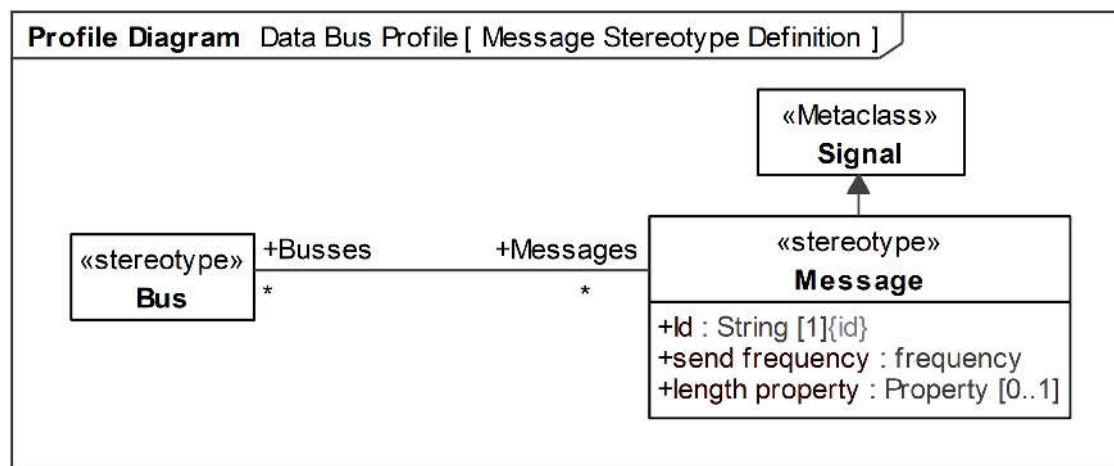 Profile Diagram Data Bus Profile [ Message Stereotype Definition ]
«Metaclass»
Signal
«stereotype»
Bus
+Busses
*
+Messages
*
«stereotype»
Message
+Id : String [1]{id}
+send frequency : frequency
+length property : Property [0..1]